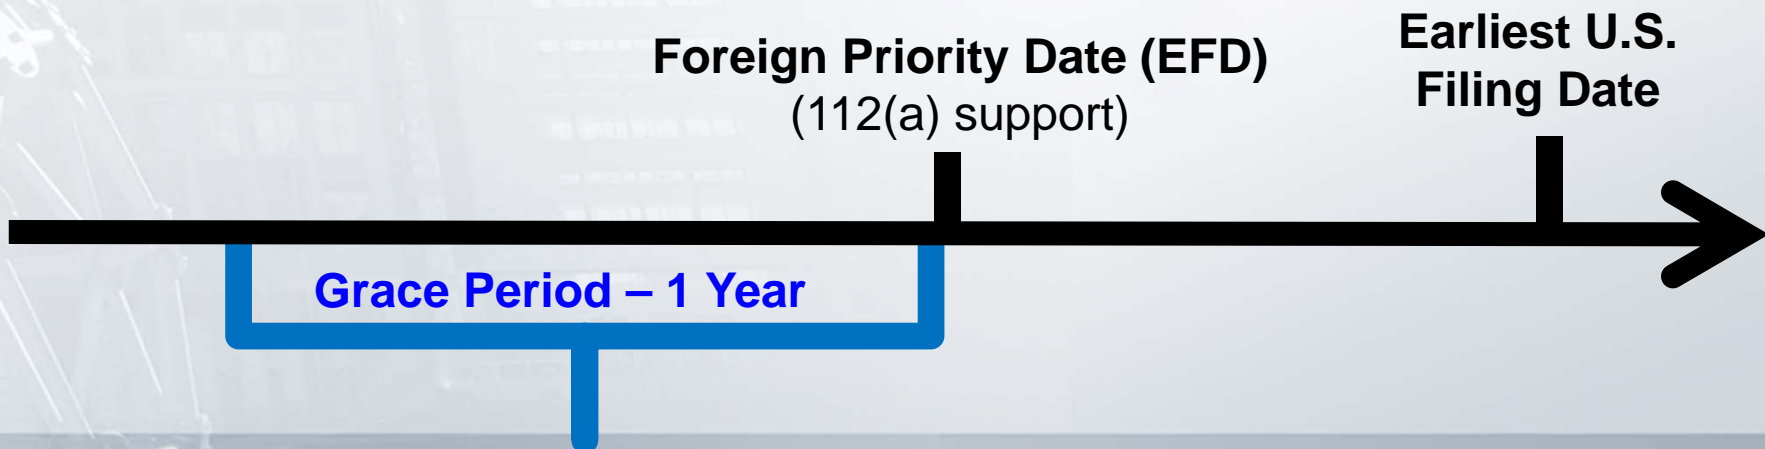 Foreign Priority Date (EFD)
(112(a) support)
Earliest U.S.
Filing Date
Grace Period – 1 Year